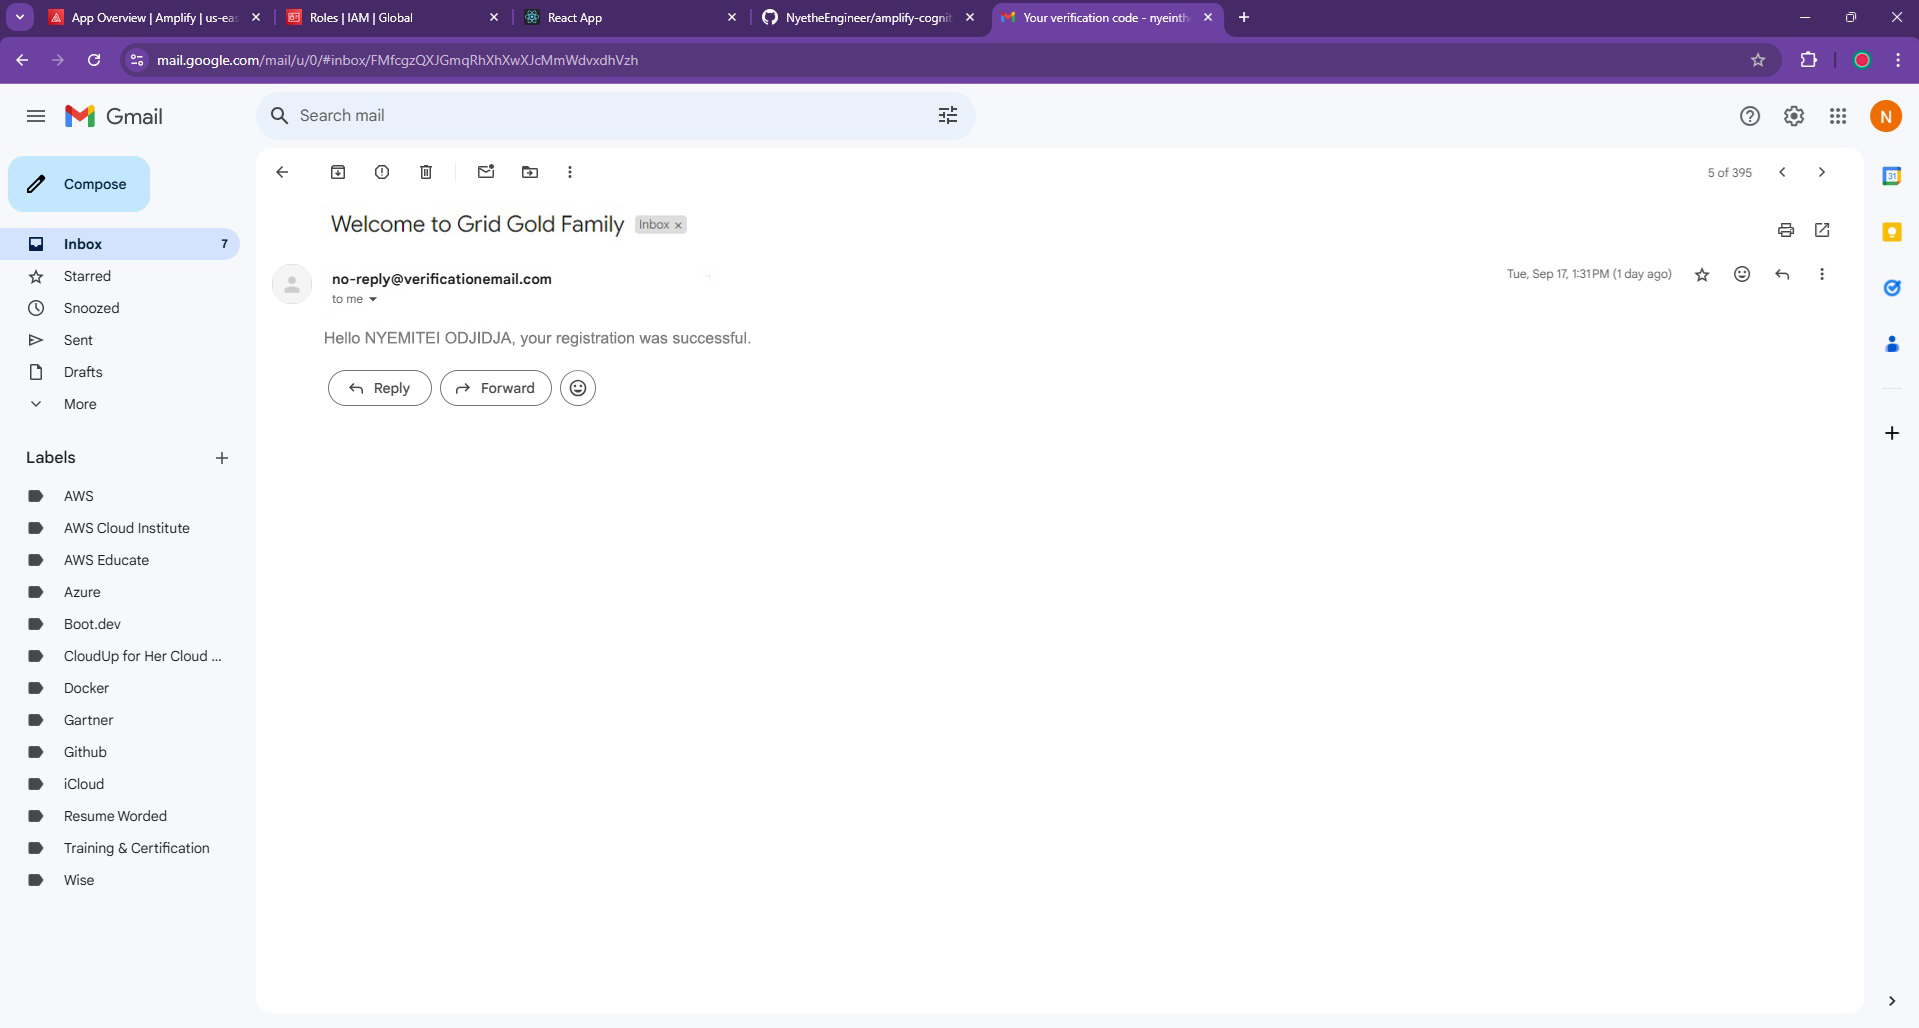 App Overview | Amplify | us-eas
Roles | IAM | Global
React App
NyetheEngineer/amplify-cognit
Your verification code - nyeinthe
mail.google.com/mail/u/0/#inbox/FMfcgzQXJGmqRhXhXwXJcMmWdvxdhVzh
Gmail
Search mail
N
Compose
5 of 395
31
Welcome to Grid Gold Family
Inbox x
Inbox 7
Starred
Snoozed
Sent
Drafts
More
no-reply@verificationemail.com
Tue, Sep 17, 1:31 PM (1 day ago)
to me
Hello NYEMITEI ODJIDJA, your registration was successful.
Reply
Forward
Labels
AWS
AWS Cloud Institute
AWS Educate
Azure
Boot.dev
CloudUp for Her Cloud ...
Docker
Gartner
Github
iCloud
Resume Worded
Training & Certification
Wise